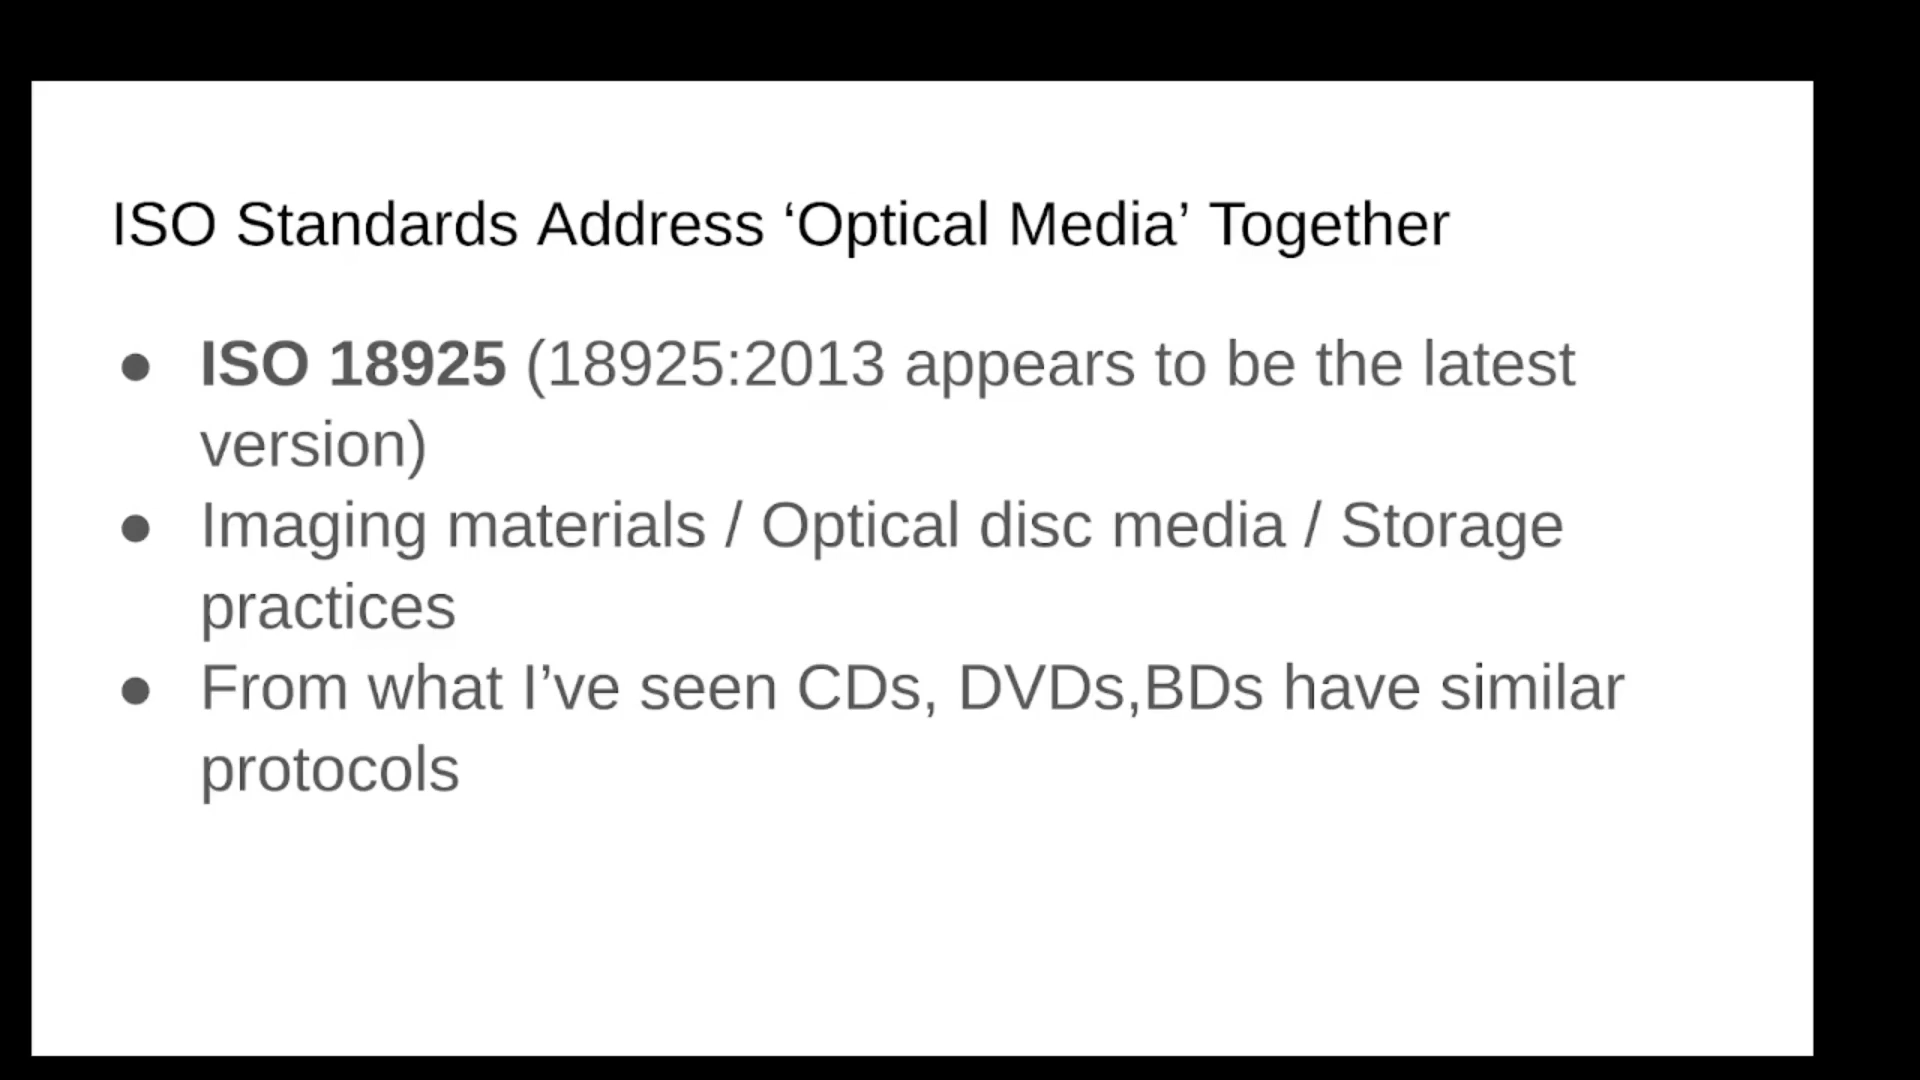 ISO Standards Address ‘Optical Media’ Together
● ISO 18925 (18925:2013 appears to be the latest
version)
● Imaging materials / Optical disc media / Storage
practices
● From what I’ve seen CDs, DVDs,BDs have similar
protocols